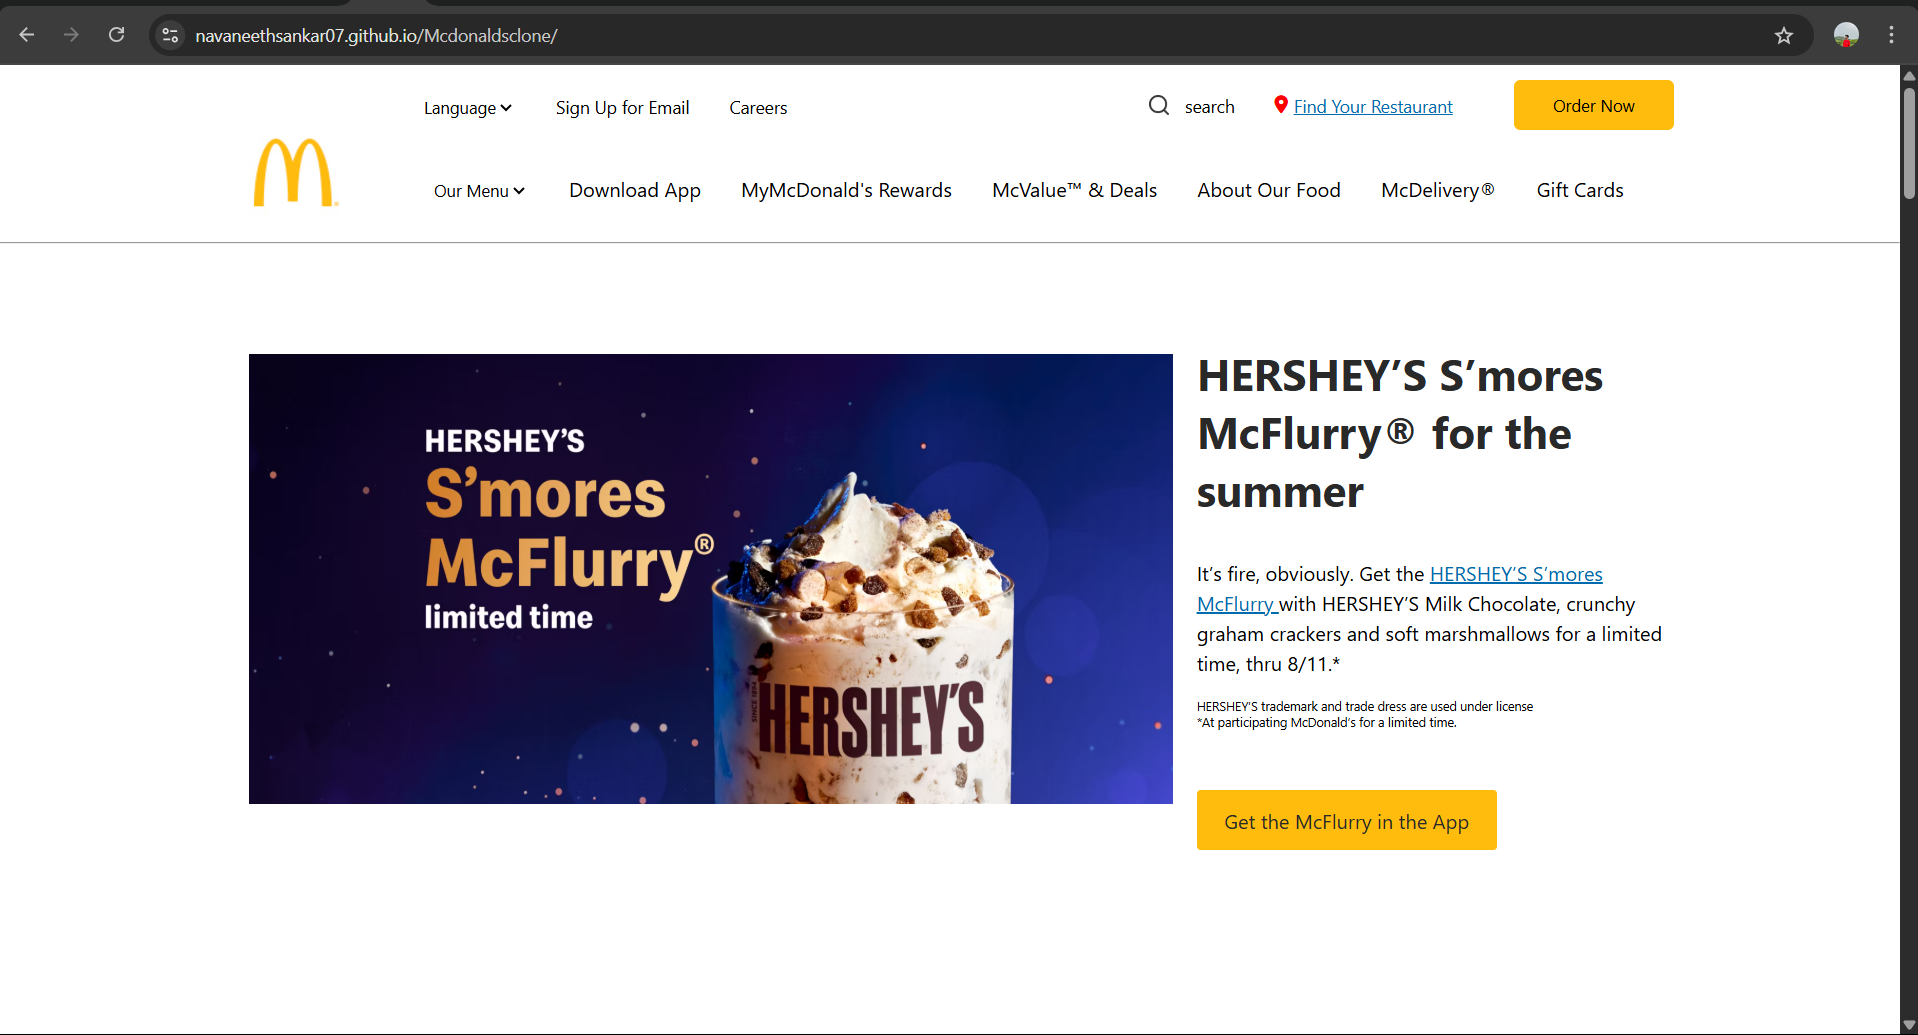 navaneethsankar07.github.io/Mcdonaldsclone/
Language Sign Up for Email Careers search Find Your Restaurant Order Now
Our Menu Download App MyMcDonald's Rewards McValue™ & Deals About Our Food McDelivery® Gift Cards
HERSHEY'S
S'mores
McFlurry®
limited time
SINCE 1894
HERSHEY'S
HERSHEY'S S'mores
McFlurry® for the
summer
It's fire, obviously. Get the HERSHEY'S S'mores
McFlurry with HERSHEY'S Milk Chocolate, crunchy
graham crackers and soft marshmallows for a limited
time, thru 8/11.*
HERSHEY'S trademark and trade dress are used under license
*At participating McDonald's for a limited time.
Get the McFlurry in the App